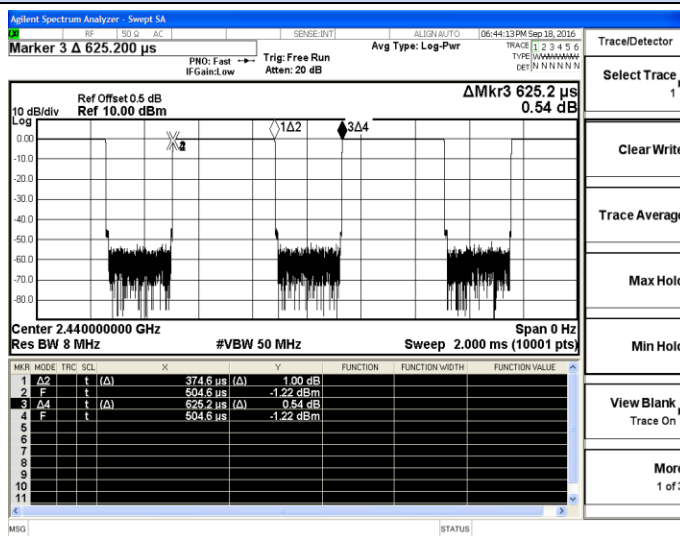 Agilent Spectrum Analyzer - Swept SA
LXI RF 50 Ω AC SENSE:INT ALIGN AUTO 06:44:13 PM Sep 18, 2016
Marker 3 Δ 625.200 µs
PNO: Fast
IFGain:Low
Trig: Free Run
Atten: 20 dB
Avg Type: Log-Pwr
TRACE 1 2 3 4 5 6
TYPE
DET N N N N N N
Trace/Detector
Select Trace
1
Clear Write
Trace Average
Max Hold
Min Hold
View Blank
Trace On
More
1 of 3
Ref Offset 0.5 dB
10 dB/div Ref 10.00 dBm
ΔMkr3 625.2 µs
0.54 dB
Log
1Δ2
3Δ4
0.00
-10.0
-20.0
-30.0
-40.0
-50.0
-60.0
-70.0
-80.0
Center 2.440000000 GHz Span 0 Hz
Res BW 8 MHz #VBW 50 MHz Sweep 2.000 ms (10001 pts)
MKR MODE TRC SCL X Y FUNCTION FUNCTION WIDTH FUNCTION VALUE
1 Δ2 t (Δ) 374.6 µs (Δ) 1.00 dB
2 F t 504.6 µs -1.22 dBm
3 Δ4 t (Δ) 625.2 µs (Δ) 0.54 dB
4 F t 504.6 µs -1.22 dBm
5
6
7
8
9
10
11
MSG STATUS